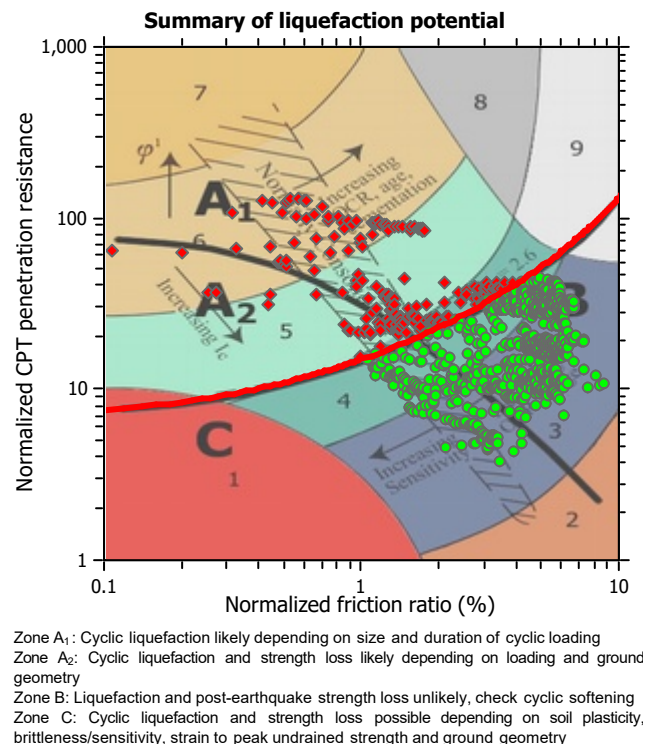 Summary of liquefaction potential
1,000
100
10
1
Normalized CPT penetration resistance
7
8
9
φ'
A1
Increasing
OCR, age,
cementation
6
A2
Increasing Ic
5
= 2.6
B
4
3
C
1
Increasing
Sensitivity
2
0.1
1
10
Normalized friction ratio (%)
Zone A1: Cyclic liquefaction likely depending on size and duration of cyclic loading
Zone A2: Cyclic liquefaction and strength loss likely depending on loading and ground
geometry
Zone B: Liquefaction and post-earthquake strength loss unlikely, check cyclic softening
Zone C: Cyclic liquefaction and strength loss possible depending on soil plasticity,
brittleness/sensitivity, strain to peak undrained strength and ground geometry